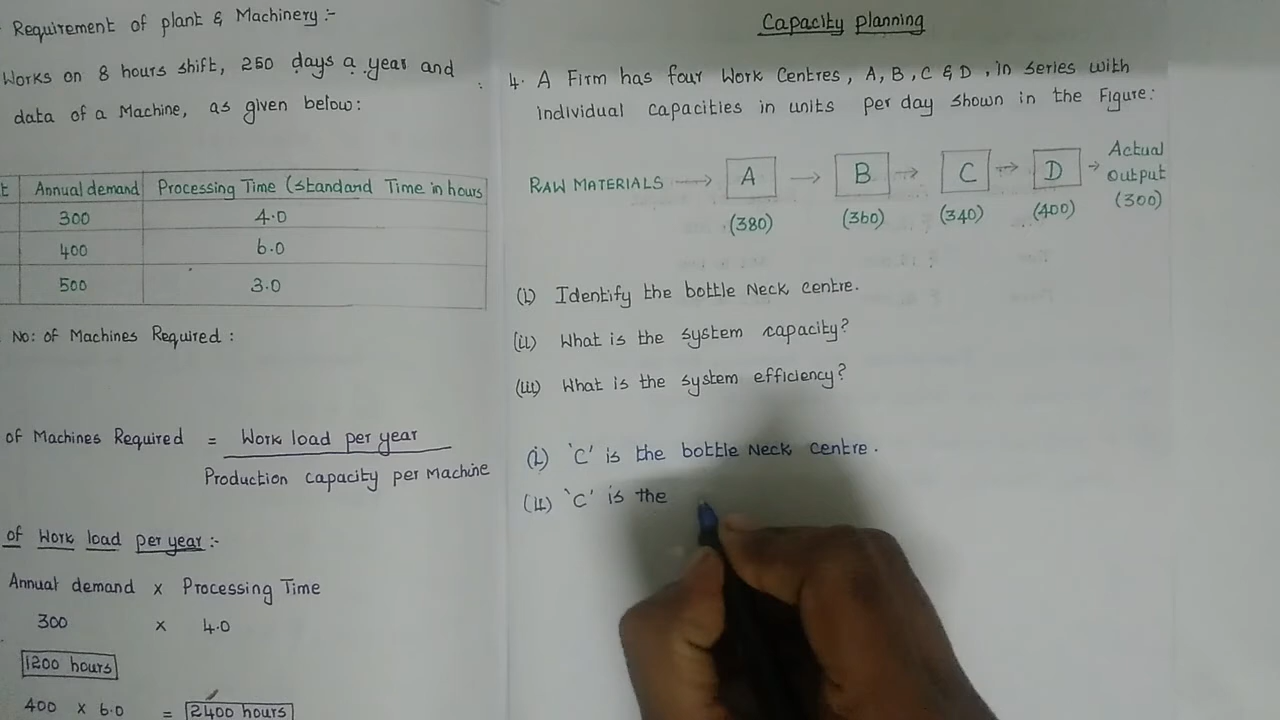 Requirement of plant & Machinery :-
Works on 8 hours shift, 250 days a year and
data of a Machine, as given below:
t Annual demand Processing Time (standand Time in hours
300 4.0
400 6.0
500 3.0
No: of Machines Required :
of Machines Required = Work load per year
Production capacity per Machine
of Work load per year :-
Annual demand x Processing Time
300 x 4.0
1200 hours
400 x 6.0 = 2400 hours
Capacity planning
4. A Firm has four Work Centres, A, B, C & D, in series with
individual capacities in units per day shown in the Figure:
RAW MATERIALS → A → B → C → D → Actual output (300)
(380) (360) (340) (400)
(i) Identify the bottle Neck centre.
(ii) What is the system capacity?
(iii) What is the system efficiency?
(i) 'C' is the bottle Neck centre.
(ii) 'C' is the